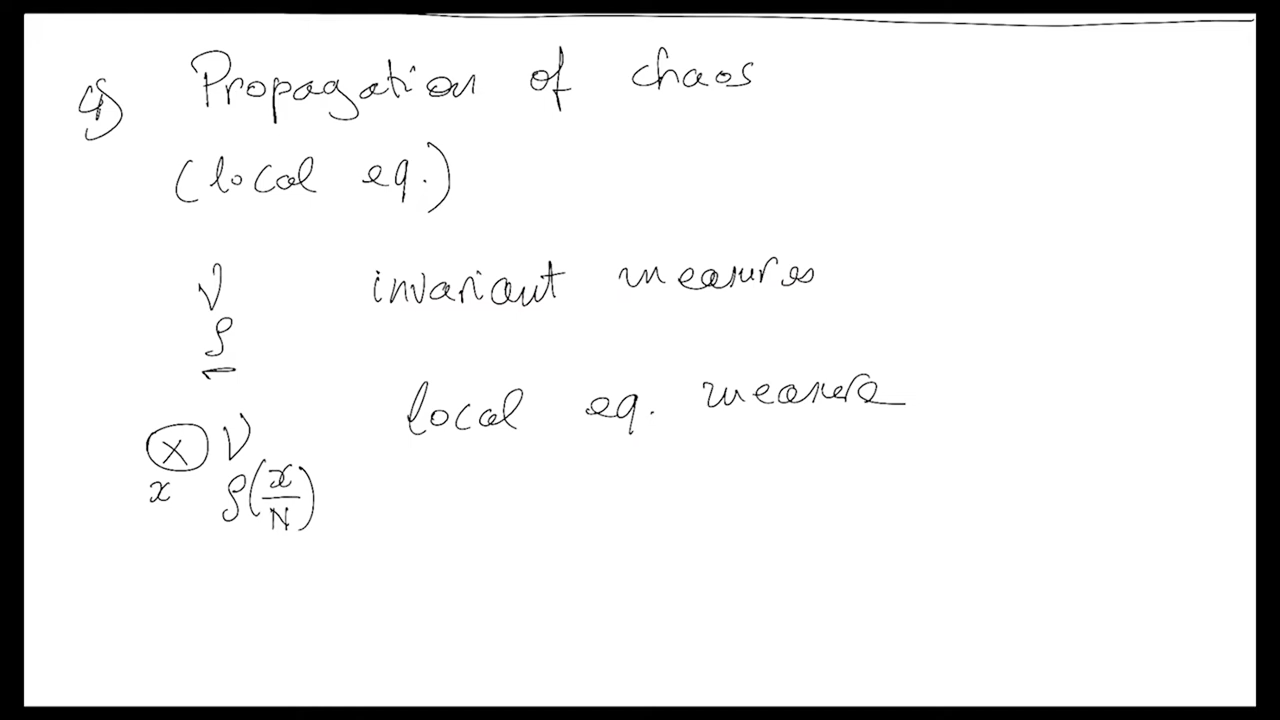 4) Propagation of chaos
(local eq.)
ν_ρ invariant measures
⊗_x ν_ρ(x/N) local eq. measure